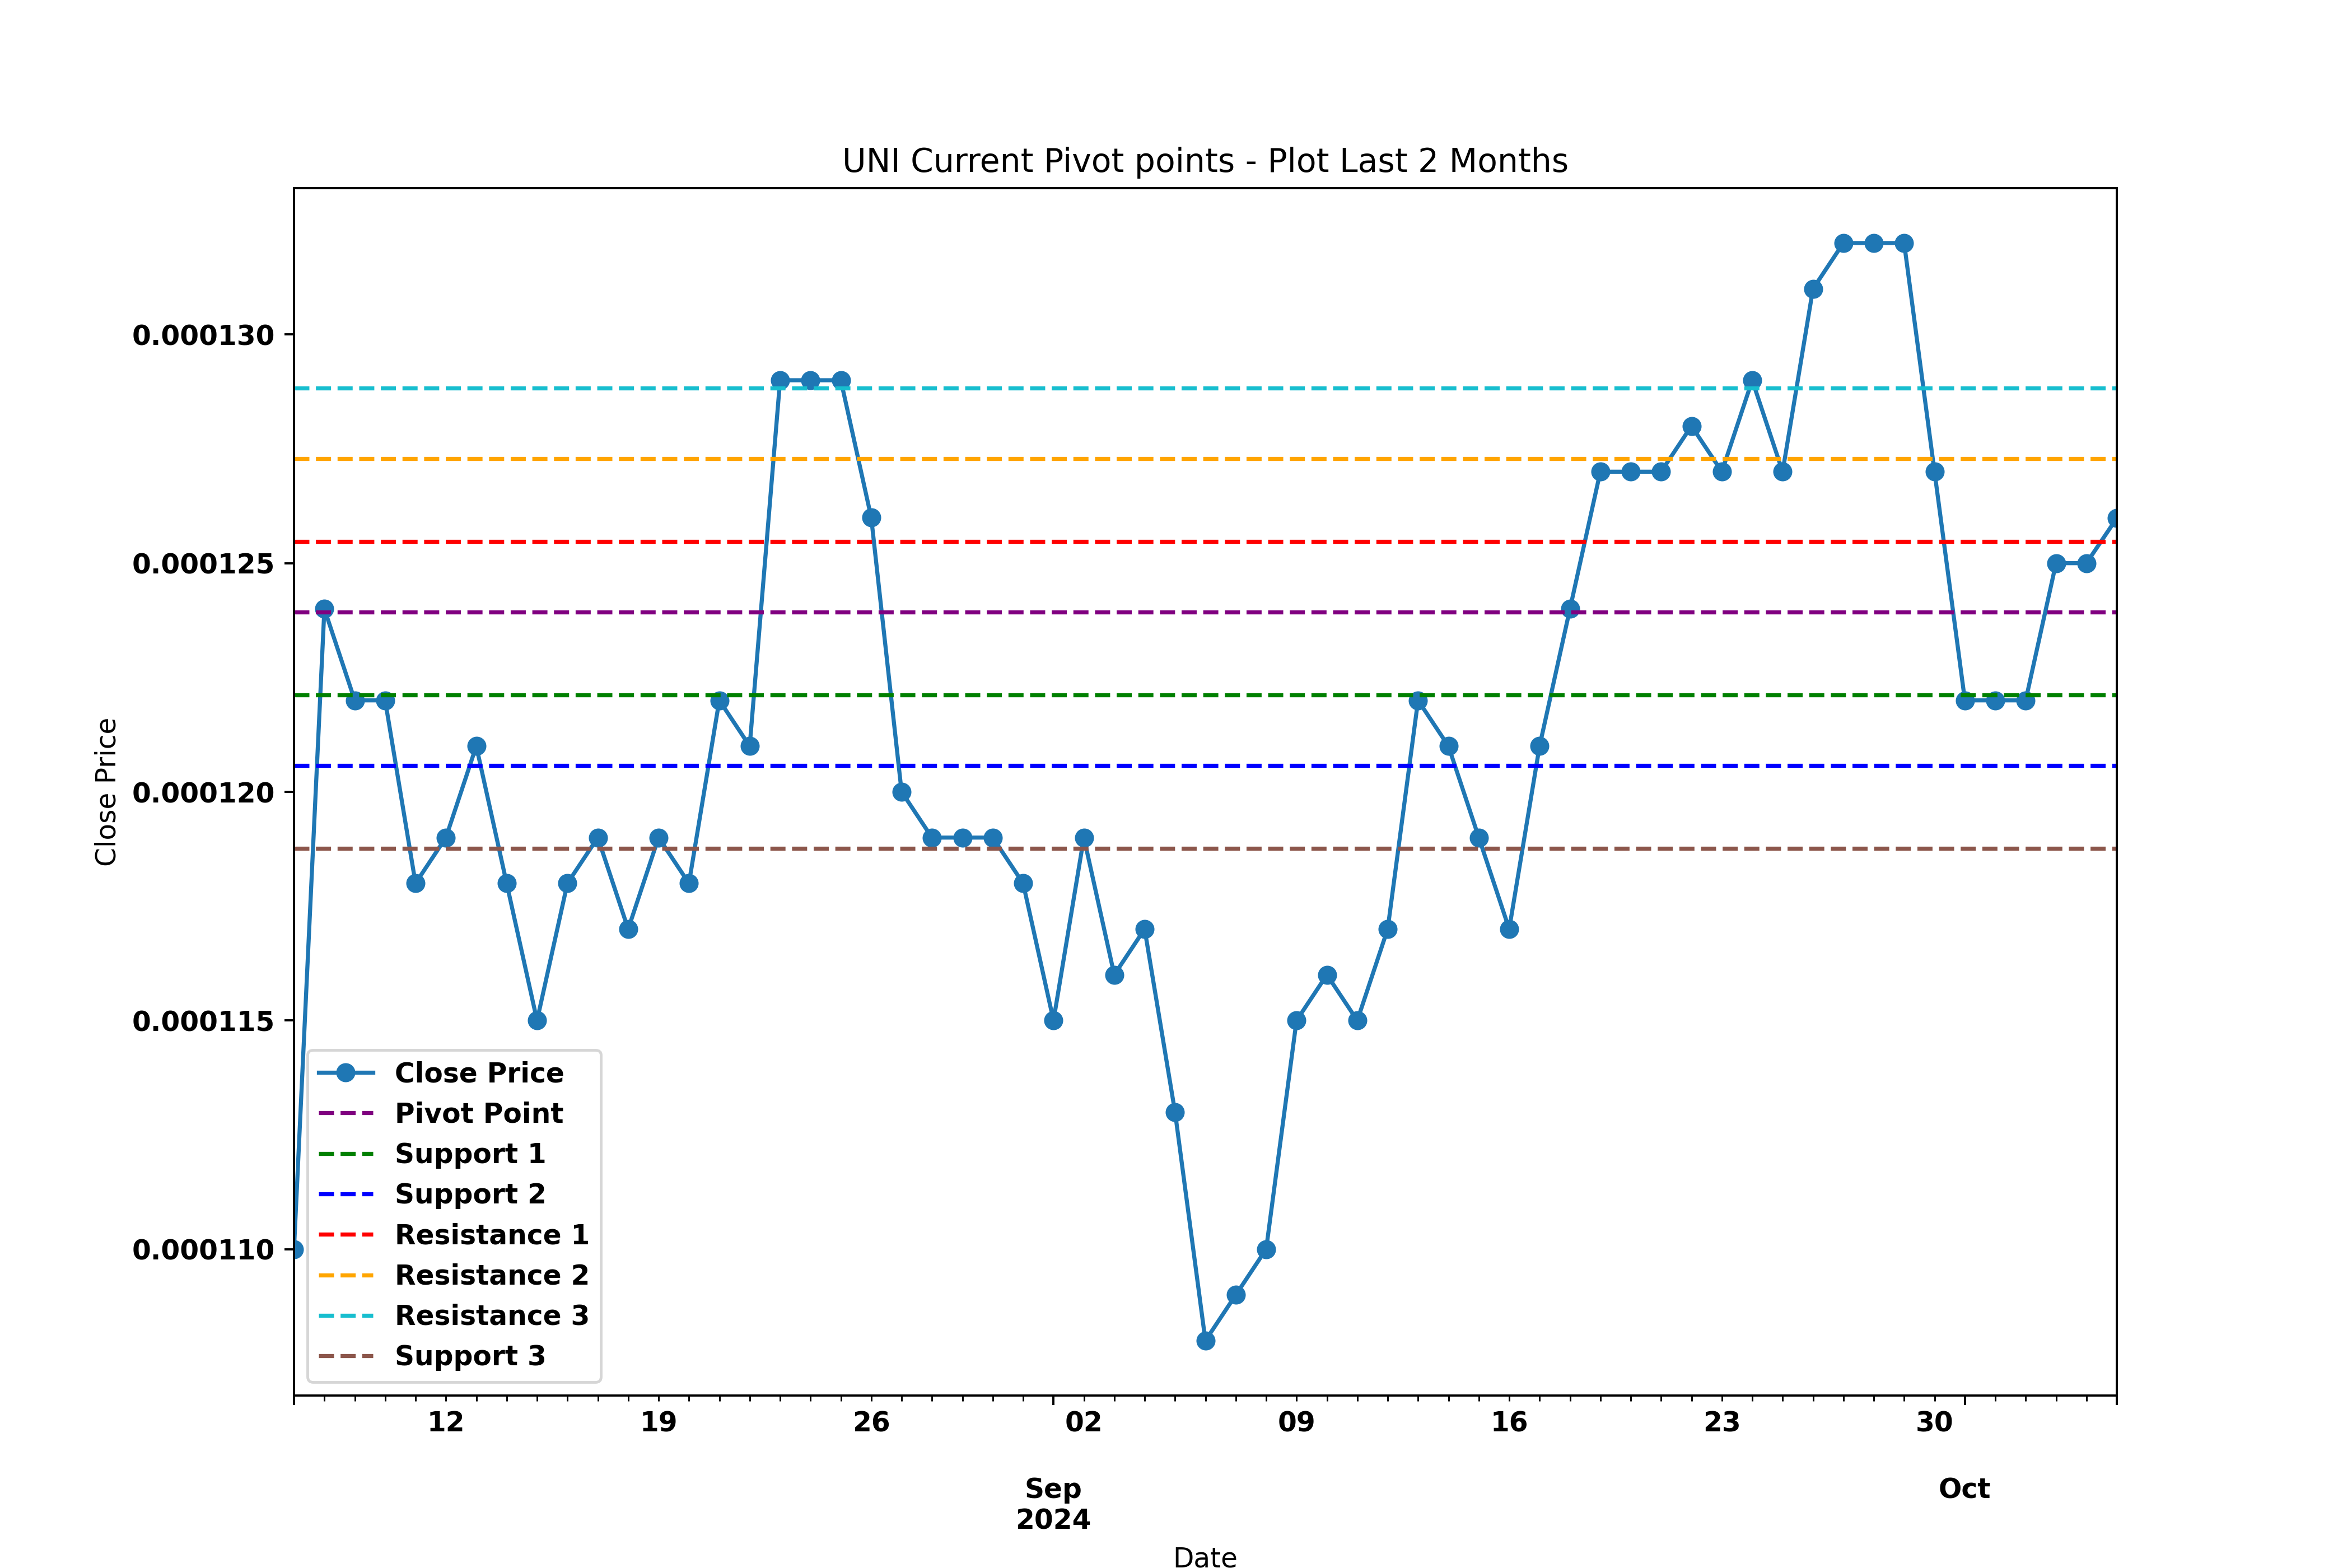 UNI Current Pivot points - Plot Last 2 Months
0.000130
0.000125
0.000120
0.000115
0.000110
Close Price
Close Price
Pivot Point
Support 1
Support 2
Resistance 1
Resistance 2
Resistance 3
Support 3
12 19 26 02 09 16 23 30
Sep Oct
2024
Date